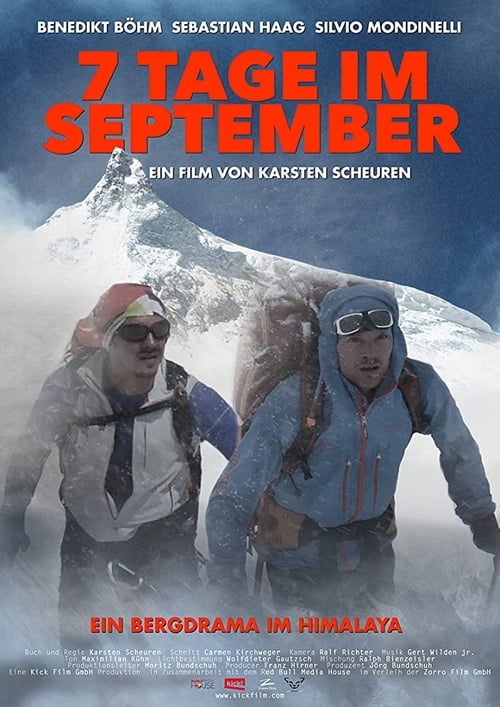 BENEDIKT BÖHM SEBASTIAN HAAG SILVIO MONDINELLI
7 TAGE IM
SEPTEMBER
EIN FILM VON KARSTEN SCHEUREN
EIN BERGDRAMA IM HIMALAYA
Buch und Regie Karsten Scheuren Schnitt Carmen Kirchweger Kamera Ralf Richter Musik Gert Wilden jr.
Ton Maximilian Kühn Lichtbestimmung Wolfdieter Gautzsch Mischung Ralph Bienzeisler
Produktionsleiter Moritz Bundschuh Producer Franz Hirner Produzent Jörg Bundschuh
Eine Kick Film GmbH Produktion in Zusammenarbeit mit dem Red Bull Media House im Verleih der Zorro Film GmbH
kick!
www.kickfilm.com